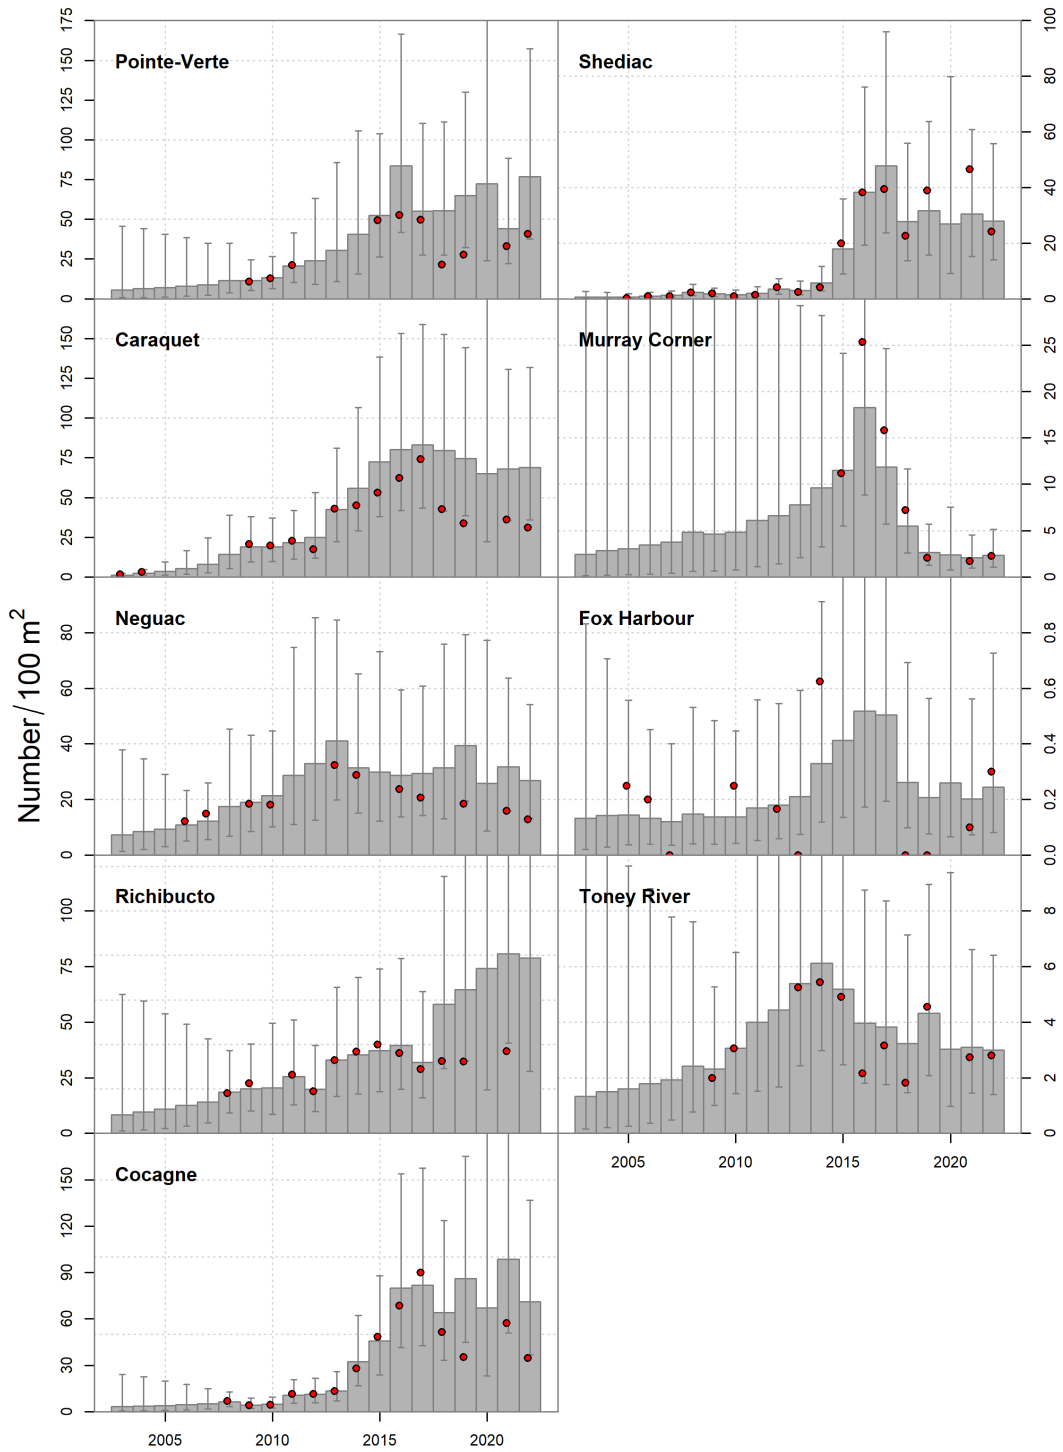 Number/100 m²
Pointe-Verte
0 25 50 75 100 125 150 175
Shediac
0 20 40 60 80 100
Caraquet
0 25 50 75 100 125 150
Murray Corner
0 5 10 15 20 25
Neguac
0 20 40 60 80
Fox Harbour
0.0 0.2 0.4 0.6 0.8
Richibucto
0 25 50 75 100
Toney River
0 2 4 6 8
2005 2010 2015 2020
Cocagne
0 30 60 90 120 150
2005 2010 2015 2020